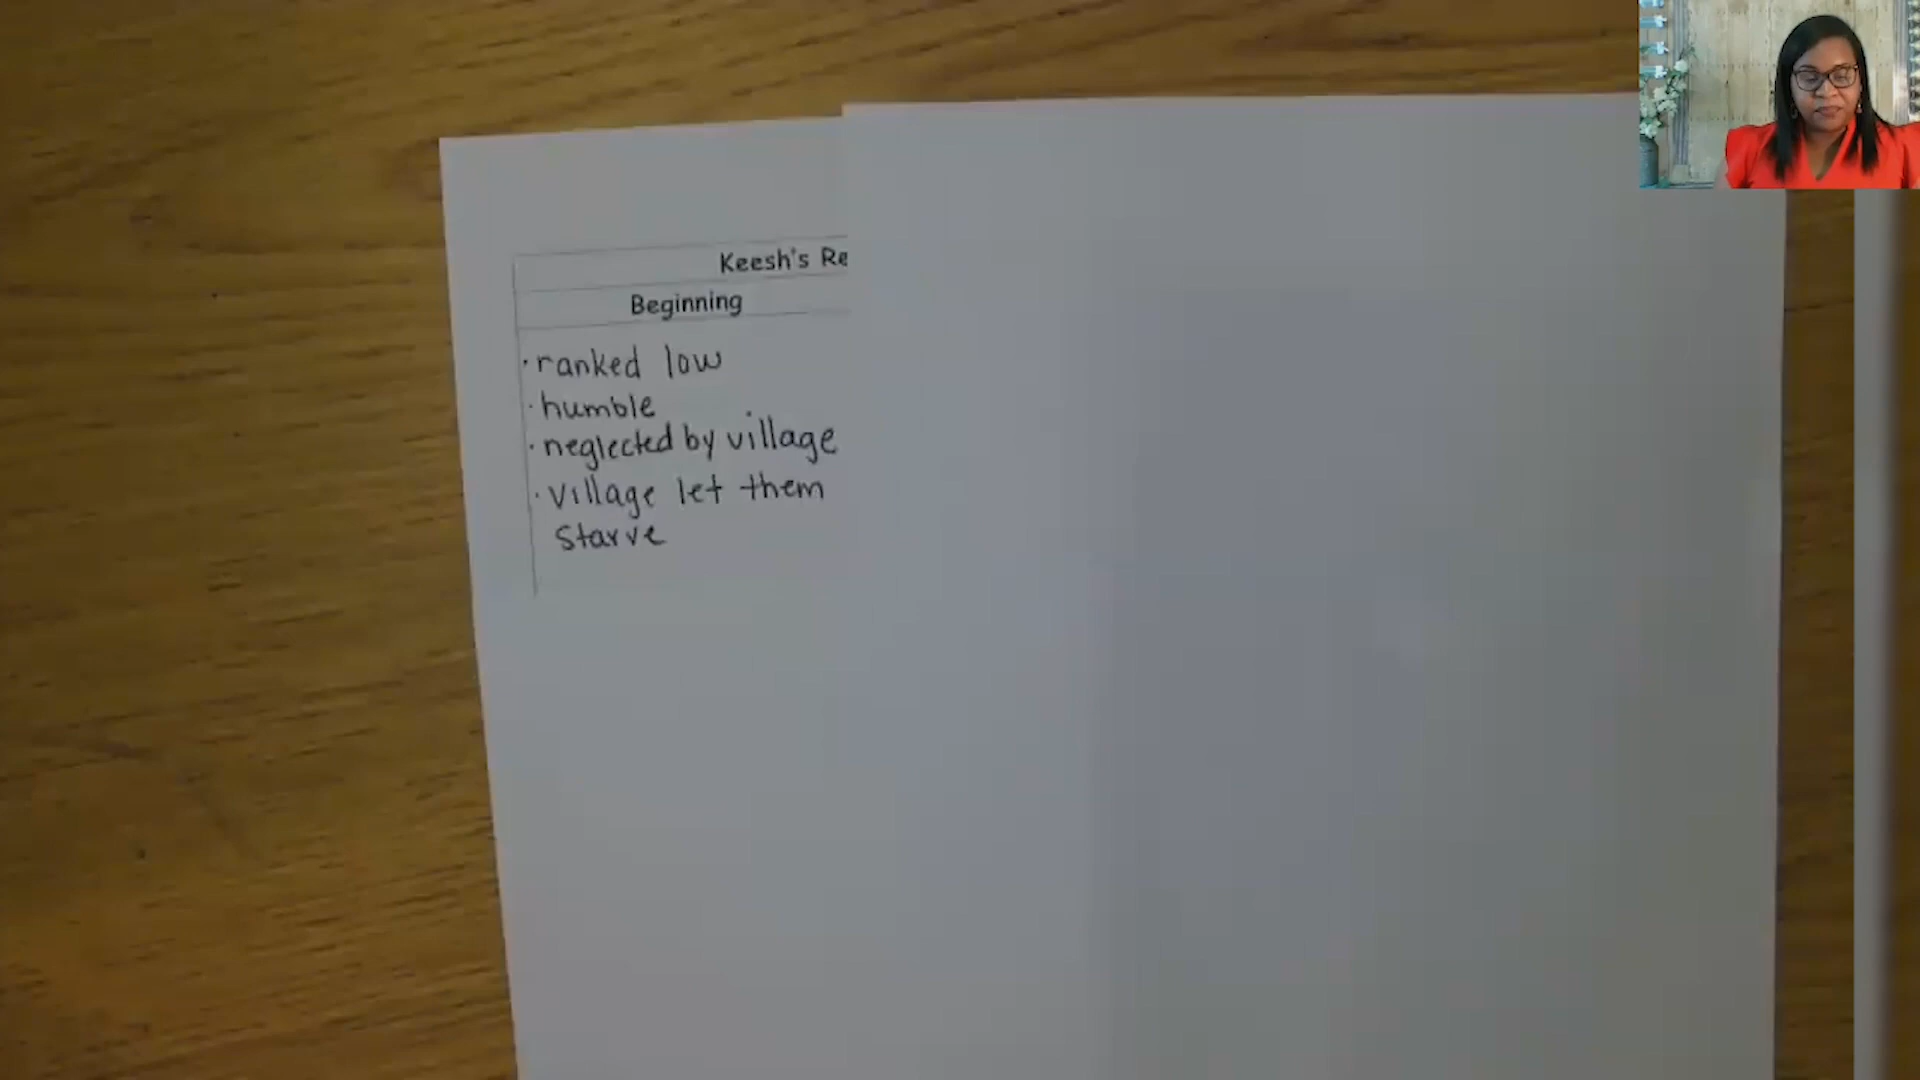 Keesh's Re
Beginning
· ranked low
· humble
· neglected by village
· village let them
starve